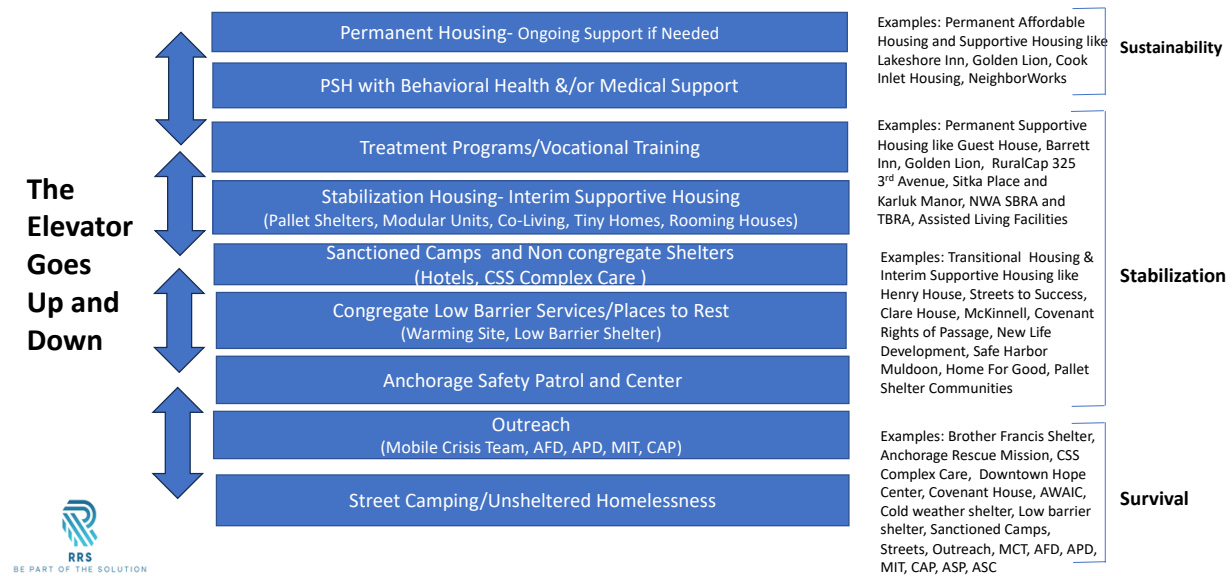 The
Elevator
Goes
Up and
Down
Permanent Housing- Ongoing Support if Needed
PSH with Behavioral Health &/or Medical Support
Treatment Programs/Vocational Training
Stabilization Housing- Interim Supportive Housing
(Pallet Shelters, Modular Units, Co-Living, Tiny Homes, Rooming Houses)
Sanctioned Camps and Non congregate Shelters
(Hotels, CSS Complex Care )
Congregate Low Barrier Services/Places to Rest
(Warming Site, Low Barrier Shelter)
Anchorage Safety Patrol and Center
Outreach
(Mobile Crisis Team, AFD, APD, MIT, CAP)
Street Camping/Unsheltered Homelessness
Examples: Permanent Affordable
Housing and Supportive Housing like
Lakeshore Inn, Golden Lion, Cook
Inlet Housing, NeighborWorks
Sustainability
Examples: Permanent Supportive
Housing like Guest House, Barrett
Inn, Golden Lion, RuralCap 325
3rd Avenue, Sitka Place and
Karluk Manor, NWA SBRA and
TBRA, Assisted Living Facilities
Examples: Transitional Housing &
Interim Supportive Housing like
Henry House, Streets to Success,
Clare House, McKinnell, Covenant
Rights of Passage, New Life
Development, Safe Harbor
Muldoon, Home For Good, Pallet
Shelter Communities
Stabilization
Examples: Brother Francis Shelter,
Anchorage Rescue Mission, CSS
Complex Care, Downtown Hope
Center, Covenant House, AWAIC,
Cold weather shelter, Low barrier
shelter, Sanctioned Camps,
Streets, Outreach, MCT, AFD, APD,
MIT, CAP, ASP, ASC
Survival
RRS
BE PART OF THE SOLUTION